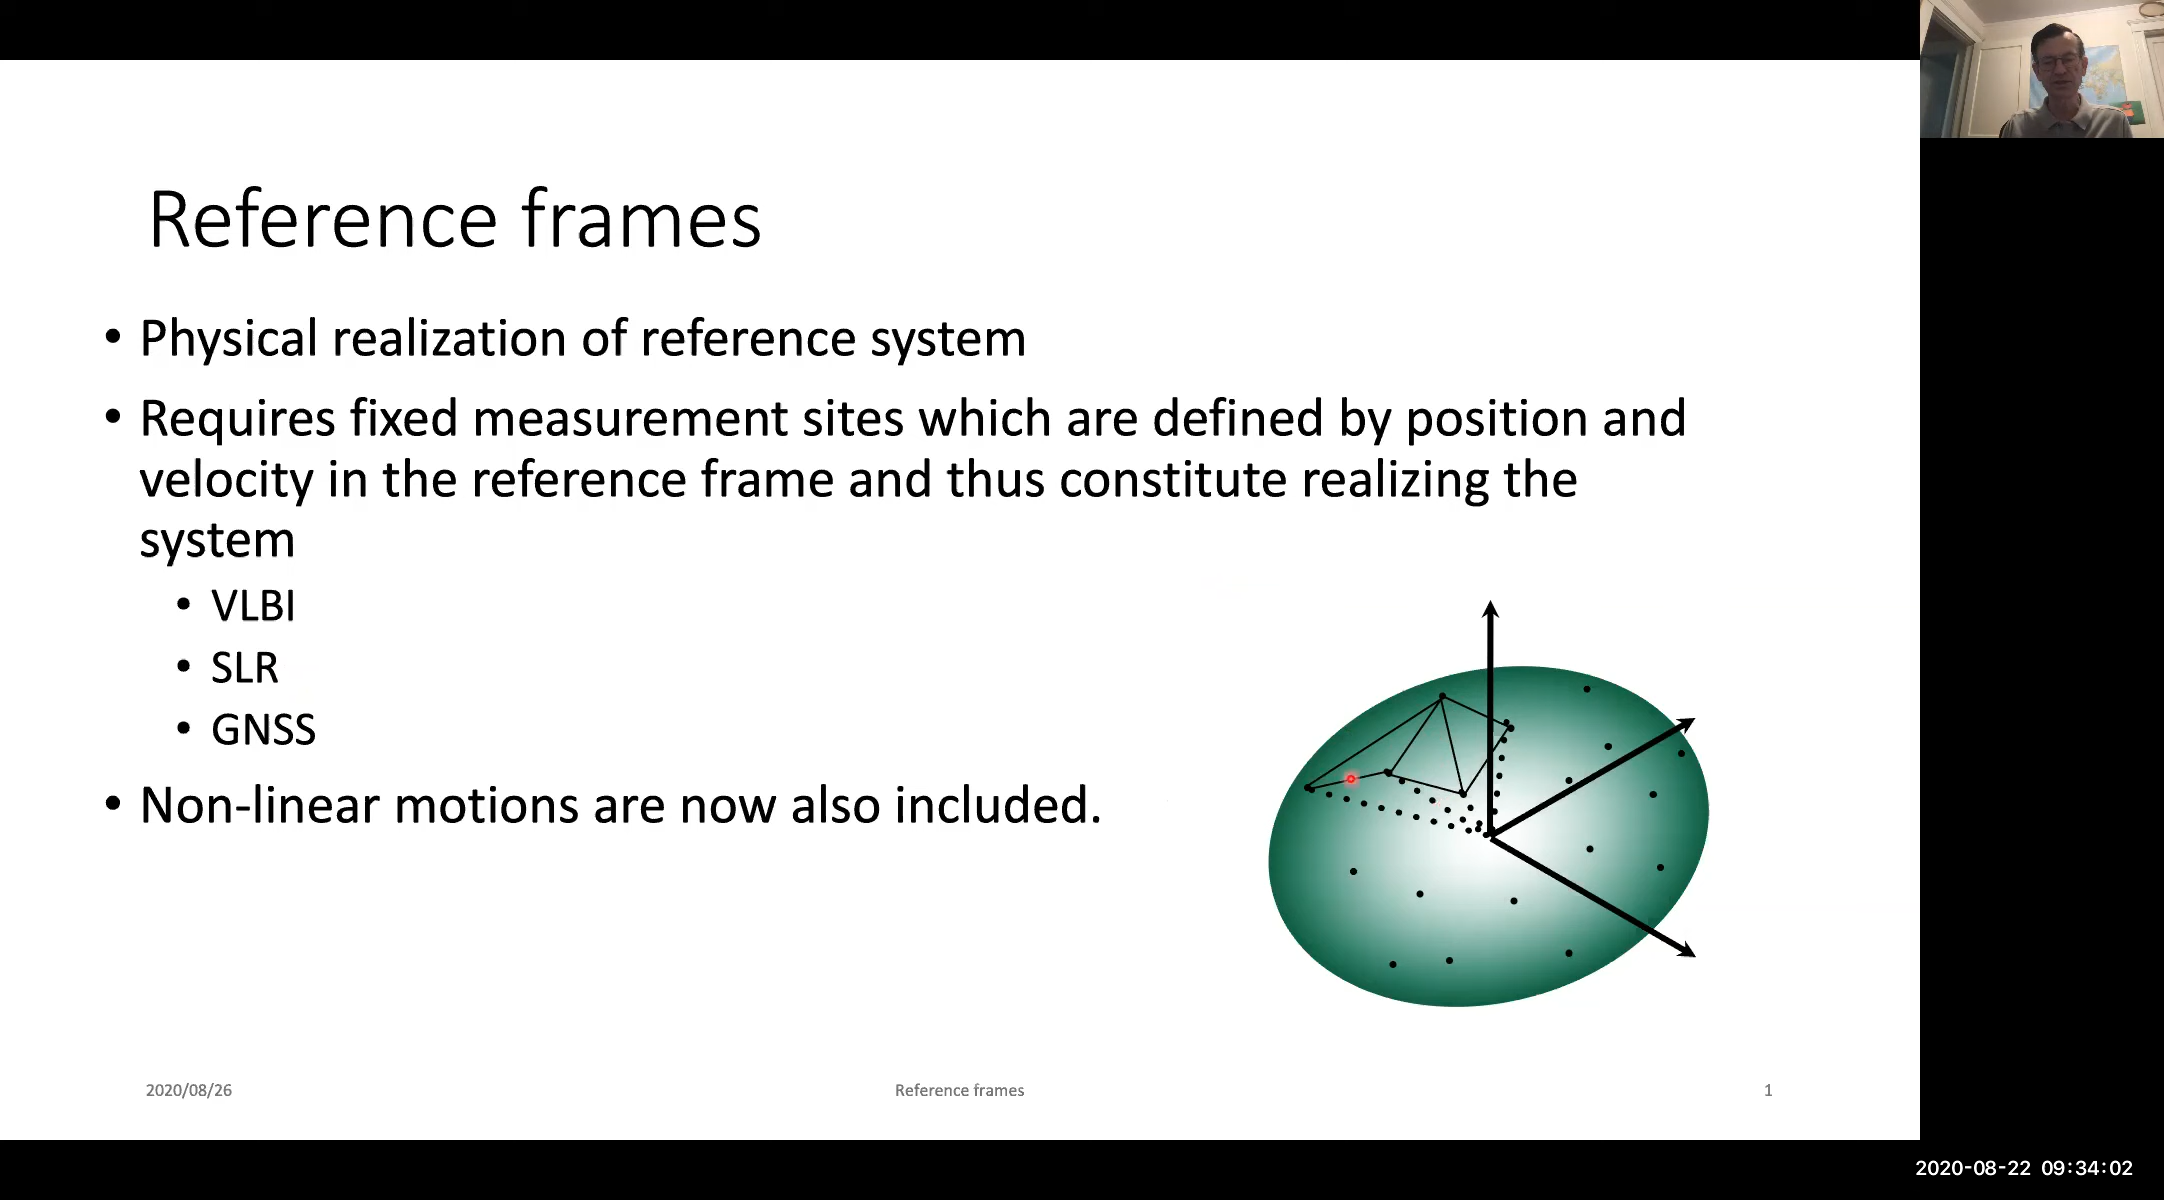 Reference frames
• Physical realization of reference system
• Requires fixed measurement sites which are defined by position and
velocity in the reference frame and thus constitute realizing the
system
• VLBI
• SLR
• GNSS
• Non-linear motions are now also included.
2020/08/26
Reference frames
1
2020-08-22 09:34:02